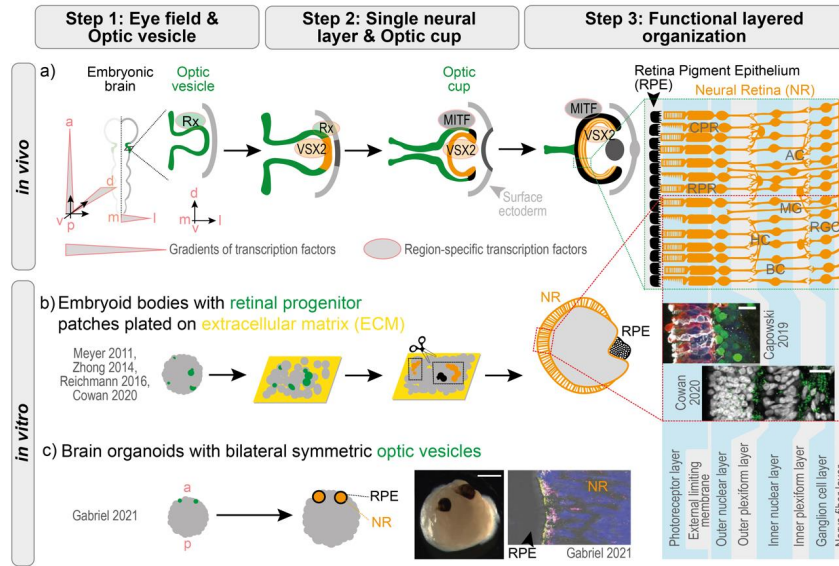 Step 1: Eye field &
Optic vesicle
Step 2: Single neural
layer & Optic cup
Step 3: Functional layered
organization
in vivo
a)
Embryonic
brain
Optic
vesicle
Optic
cup
Retina Pigment Epithelium
(RPE)
Neural Retina (NR)
a
d
v
p
m
l
Rx
d
m
l
v
Rx
VSX2
MITF
VSX2
Surface
ectoderm
MITF
VSX2
CPR
AC
RPR
MG
RGC
HC
BC
Gradients of transcription factors
Region-specific transcription factors
in vitro
b) Embryoid bodies with retinal progenitor
patches plated on extracellular matrix (ECM)
Meyer 2011,
Zhong 2014,
Reichmann 2016,
Cowan 2020
NR
RPE
Capowski
2019
Cowan
2020
c) Brain organoids with bilateral symmetric optic vesicles
Gabriel 2021
a
p
RPE
NR
NR
RPE
Gabriel 2021
Photoreceptor layer
External limiting
membrane
Outer nuclear layer
Outer plexiform layer
Inner nuclear layer
Inner plexiform layer
Ganglion cell layer